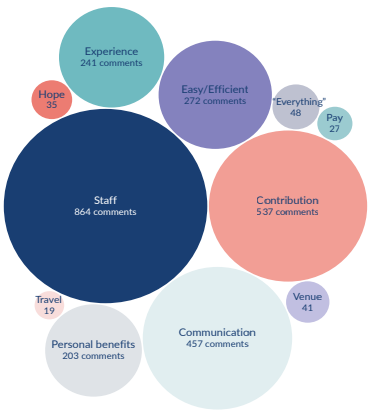 Experience
241 comments
Easy/Efficient
272 comments
Hope
35
"Everything"
48
Pay
27
Staff
864 comments
Contribution
537 comments
Travel
19
Venue
41
Communication
457 comments
Personal benefits
203 comments